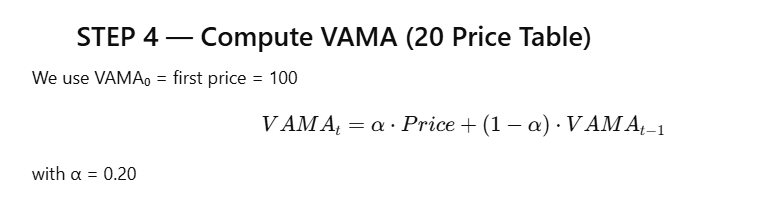 STEP 4 — Compute VAMA (20 Price Table)
We use VAMA₀ = first price = 100
VAMAₜ = α · Price + (1 − α) · VAMAₜ₋₁
with α = 0.20